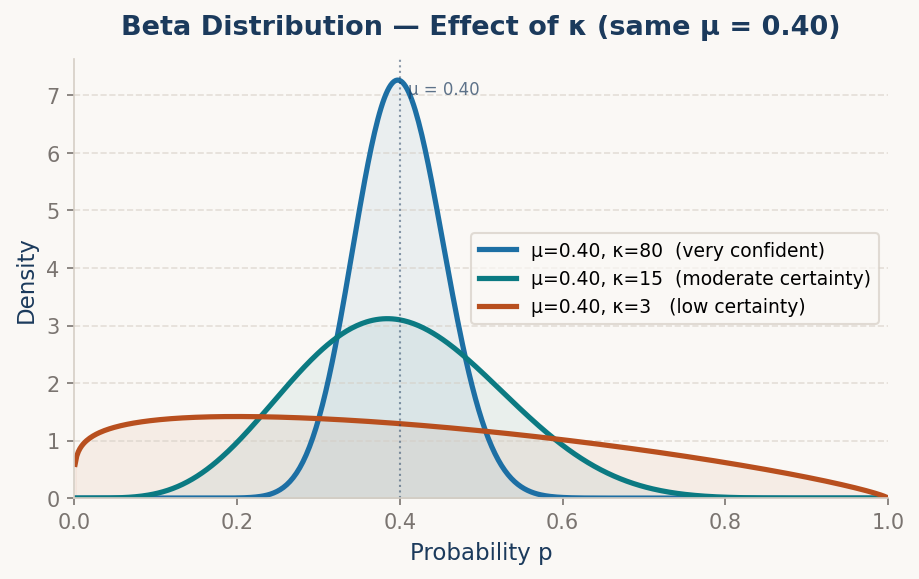 Beta Distribution — Effect of κ (same μ = 0.40)
μ = 0.40
Density
7
6
5
4
3
2
1
0
μ=0.40, κ=80 (very confident)
μ=0.40, κ=15 (moderate certainty)
μ=0.40, κ=3 (low certainty)
0.0 0.2 0.4 0.6 0.8 1.0
Probability p